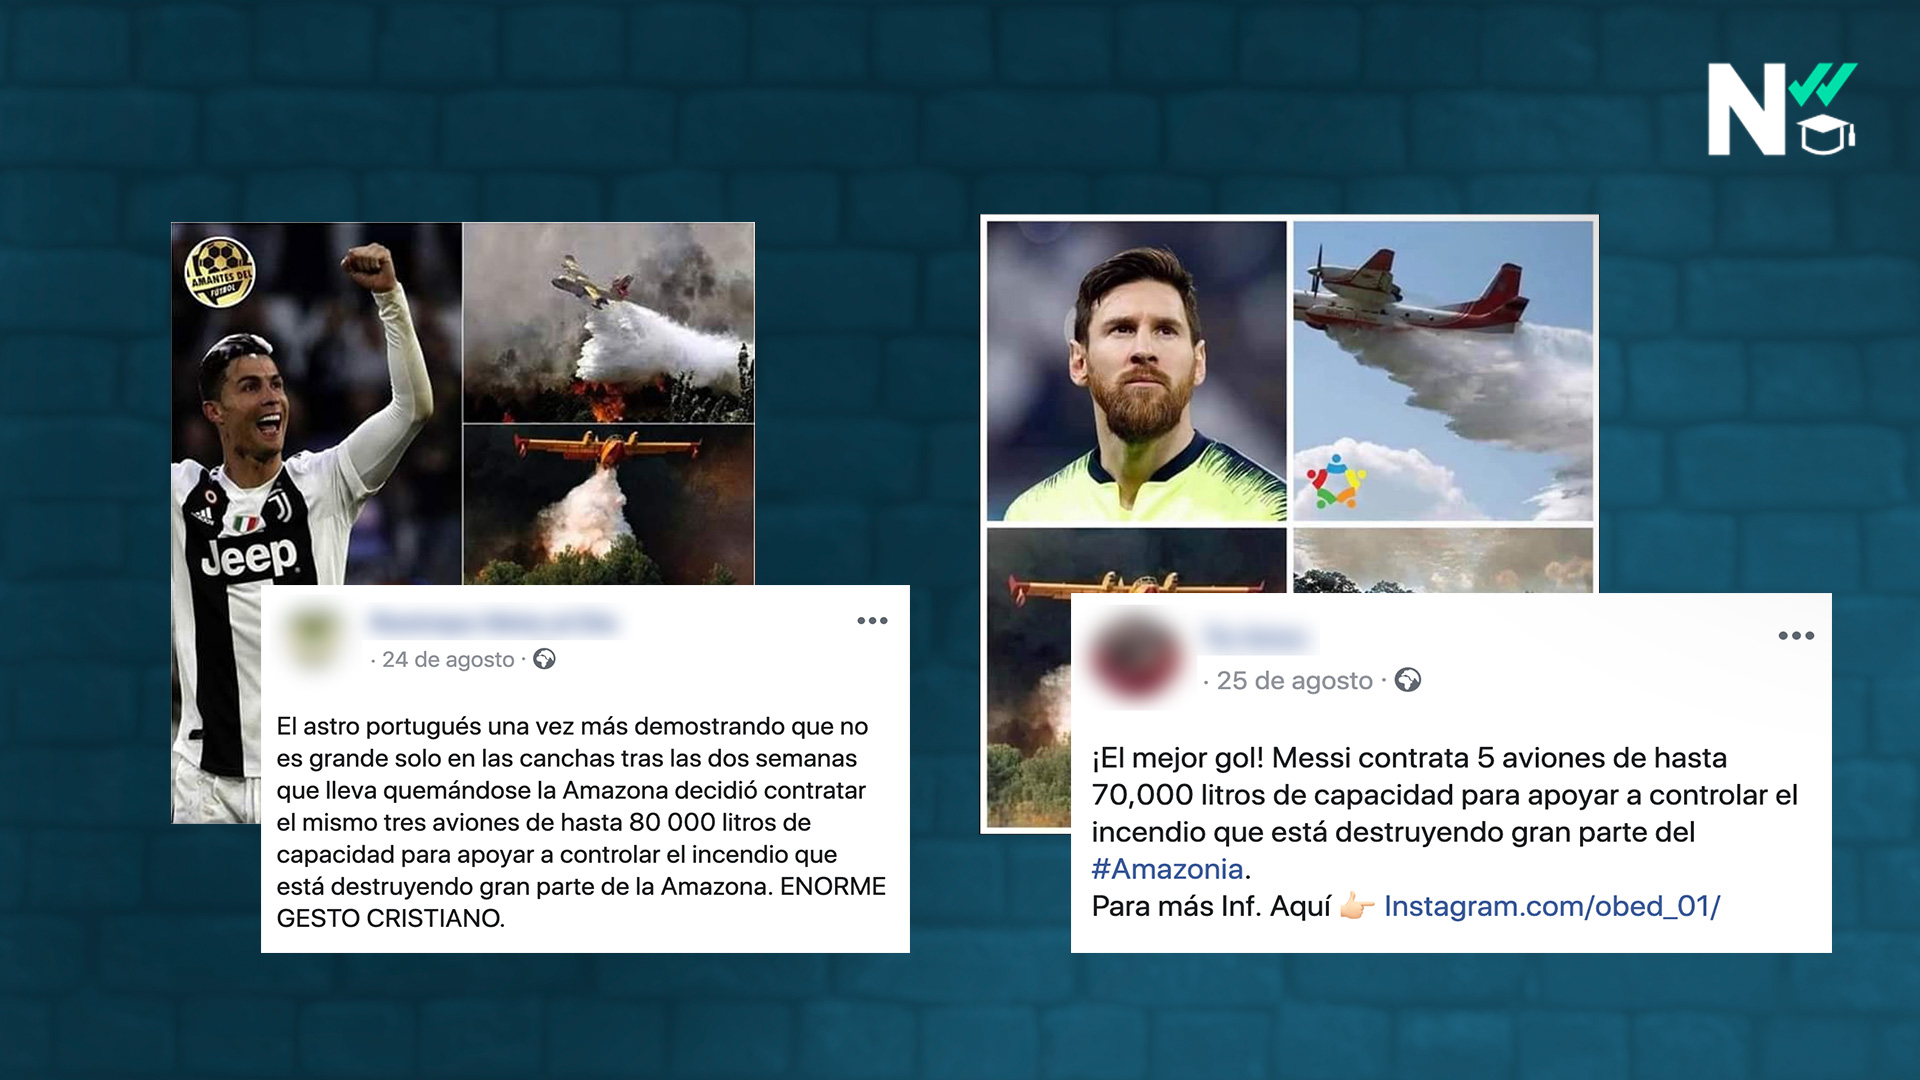 N
AMANTES DEL
FÚTBOL
Jeep
· 24 de agosto ·
El astro portugués una vez más demostrando que no
es grande solo en las canchas tras las dos semanas
que lleva quemándose la Amazona decidió contratar
el mismo tres aviones de hasta 80 000 litros de
capacidad para apoyar a controlar el incendio que
está destruyendo gran parte de la Amazona. ENORME
GESTO CRISTIANO.
· 25 de agosto ·
¡El mejor gol! Messi contrata 5 aviones de hasta
70,000 litros de capacidad para apoyar a controlar el
incendio que está destruyendo gran parte del
#Amazonia.
Para más Inf. Aquí 👉🏻 Instagram.com/obed_01/